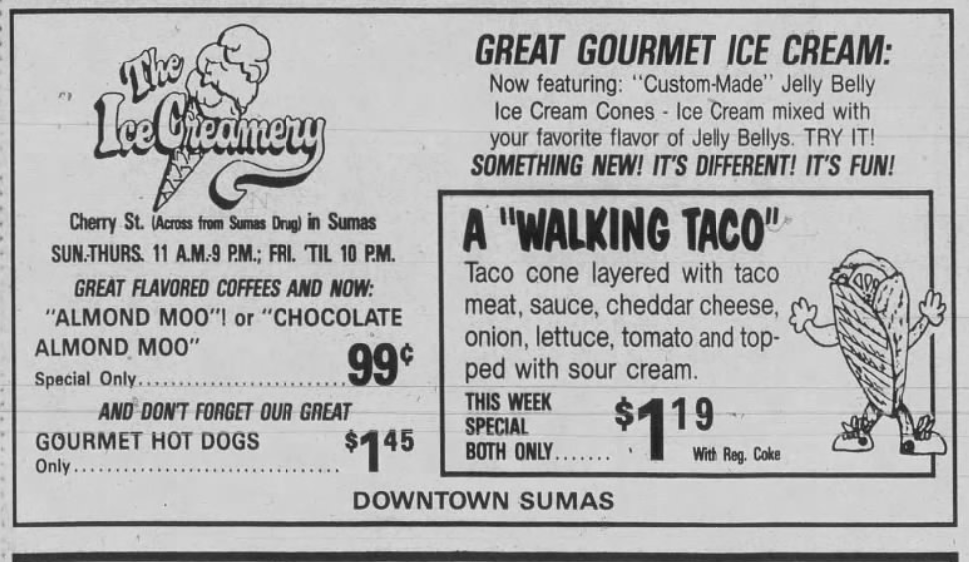 The
Ice Creamery
Cherry St. (Across from Sumas Drug) in Sumas
SUN.-THURS. 11 A.M.-9 P.M.; FRI. 'TIL 10 P.M.
GREAT FLAVORED COFFEES AND NOW:
"ALMOND MOO"! or "CHOCOLATE
ALMOND MOO"
Special Only............................ 99¢
AND DON'T FORGET OUR GREAT
GOURMET HOT DOGS
Only................................... $1 45
GREAT GOURMET ICE CREAM:
Now featuring: "Custom-Made" Jelly Belly
Ice Cream Cones - Ice Cream mixed with
your favorite flavor of Jelly Bellys. TRY IT!
SOMETHING NEW! IT'S DIFFERENT! IT'S FUN!
A "WALKING TACO"
Taco cone layered with taco
meat, sauce, cheddar cheese,
onion, lettuce, tomato and top-
ped with sour cream.
THIS WEEK
SPECIAL
BOTH ONLY....... $1 19
With Reg. Coke
DOWNTOWN SUMAS